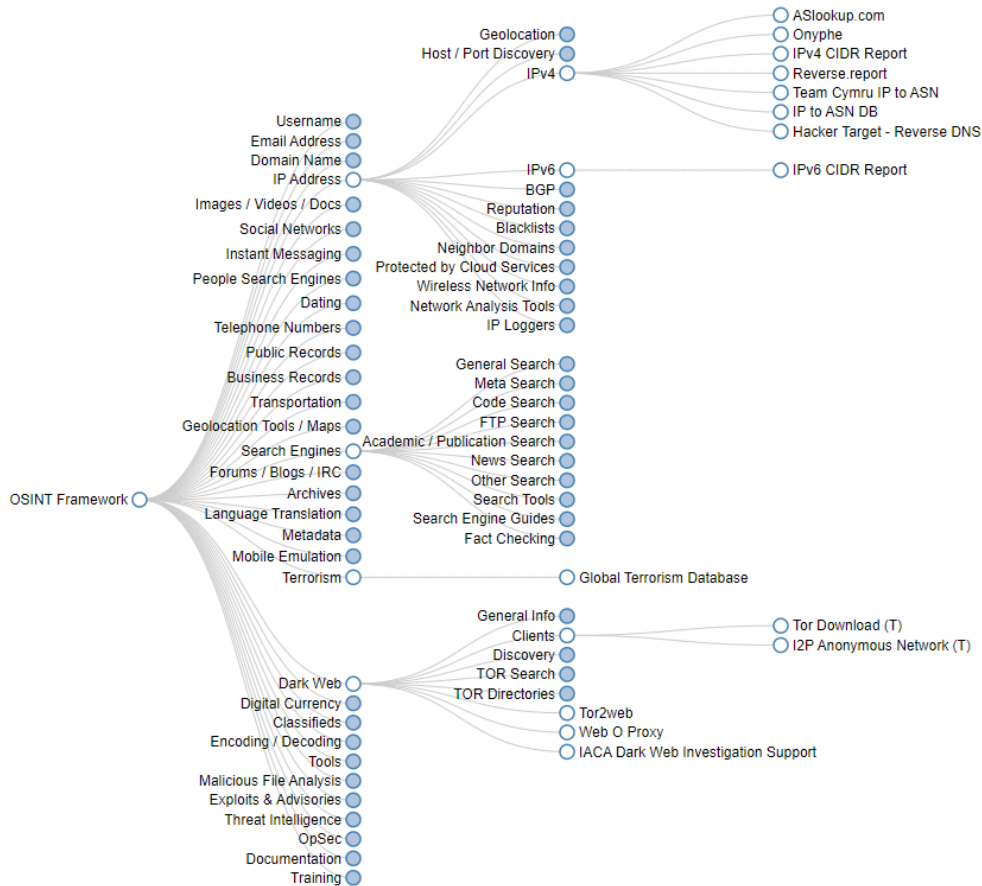 OSINT Framework
Username
Email Address
Domain Name
IP Address
Geolocation
Host / Port Discovery
IPv4
ASlookup.com
Onyphe
IPv4 CIDR Report
Reverse.report
Team Cymru IP to ASN
IP to ASN DB
Hacker Target - Reverse DNS
IPv6
IPv6 CIDR Report
BGP
Reputation
Blacklists
Neighbor Domains
Protected by Cloud Services
Wireless Network Info
Network Analysis Tools
IP Loggers
Images / Videos / Docs
Social Networks
Instant Messaging
People Search Engines
Dating
Telephone Numbers
Public Records
Business Records
Transportation
Geolocation Tools / Maps
Search Engines
General Search
Meta Search
Code Search
FTP Search
Academic / Publication Search
News Search
Other Search
Search Tools
Search Engine Guides
Fact Checking
Forums / Blogs / IRC
Archives
Language Translation
Metadata
Mobile Emulation
Terrorism
Global Terrorism Database
Dark Web
General Info
Clients
Tor Download (T)
I2P Anonymous Network (T)
Discovery
TOR Search
TOR Directories
Tor2web
Web O Proxy
IACA Dark Web Investigation Support
Digital Currency
Classifieds
Encoding / Decoding
Tools
Malicious File Analysis
Exploits & Advisories
Threat Intelligence
OpSec
Documentation
Training